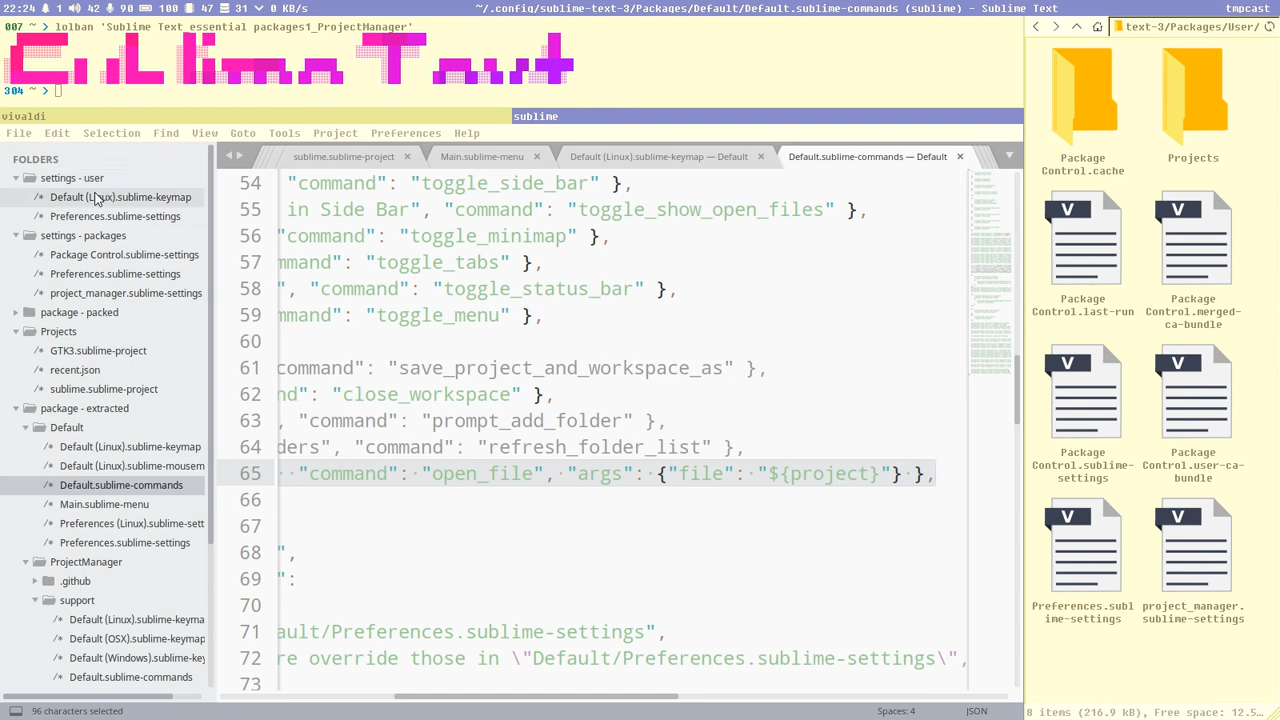 22:24 1 42 90 100 47 31 0 KB/s
~/.config/sublime-text-3/Packages/Default/Default.sublime-commands (sublime) - Sublime Text
tmpcast
007 ~ > lolban 'Sublime Text essential packages1_ProjectManager'
304 ~ >
vivaldi
sublime
File Edit Selection Find View Goto Tools Project Preferences Help
FOLDERS
settings - user
Default (Linux).sublime-keymap
Preferences.sublime-settings
settings - packages
Package Control.sublime-settings
Preferences.sublime-settings
project_manager.sublime-settings
package - packed
Projects
GTK3.sublime-project
recent.json
sublime.sublime-project
package - extracted
Default
Default (Linux).sublime-keymap
Default (Linux).sublime-mousem
Default.sublime-commands
Main.sublime-menu
Preferences (Linux).sublime-sett
Preferences.sublime-settings
ProjectManager
.github
support
Default (Linux).sublime-keyma
Default (OSX).sublime-keymap
Default (Windows).sublime-key
Default.sublime-commands
sublime.sublime-project
Main.sublime-menu
Default (Linux).sublime-keymap — Default
Default.sublime-commands — Default
54 "command": "toggle_side_bar" },
55 n Side Bar", "command": "toggle_show_open_files" },
56 command": "toggle_minimap" },
57 mmand": "toggle_tabs" },
58 , "command": "toggle_status_bar" },
59 mmand": "toggle_menu" },
60
61 command": "save_project_and_workspace_as" },
62 nd": "close_workspace" },
63 , "command": "prompt_add_folder" },
64 ders", "command": "refresh_folder_list" },
65 "command": "open_file", "args": {"file": "${project}"} },
66
67
68 ",
69 ":
70
71 ault/Preferences.sublime-settings",
72 re override those in \"Default/Preferences.sublime-settings\",
73
96 characters selected
Spaces: 4
JSON
text-3/Packages/User/
Package Control.cache
Projects
Package Control.last-run
Package Control.merged-ca-bundle
Package Control.sublime-settings
Package Control.user-ca-bundle
Preferences.sublime-settings
project_manager.sublime-settings
8 items (216.9 kB), Free space: 12.5…